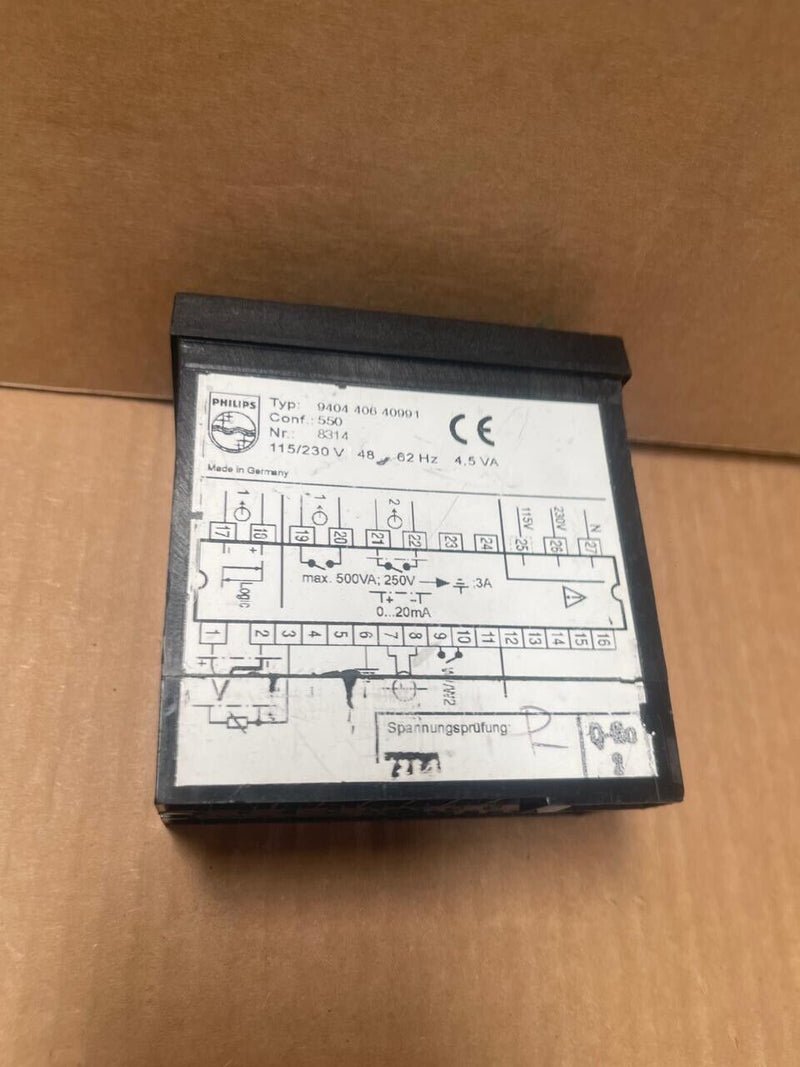 PHILIPS
Typ: 9404 406 40991
Conf.: 550
Nr.: 8314
115/230 V 48 62 Hz 4.5 VA
CE
Made in Germany
1 1 2 115V 230V N
17 18 19 20 21 22 23 24 25 26 27
- +
Logic
max. 500VA; 250V :3A
+ -
0...20mA
1 2 3 4 5 6 7 8 9 10 11 12 13 14 15 16
+ -
Spannungsprüfung: